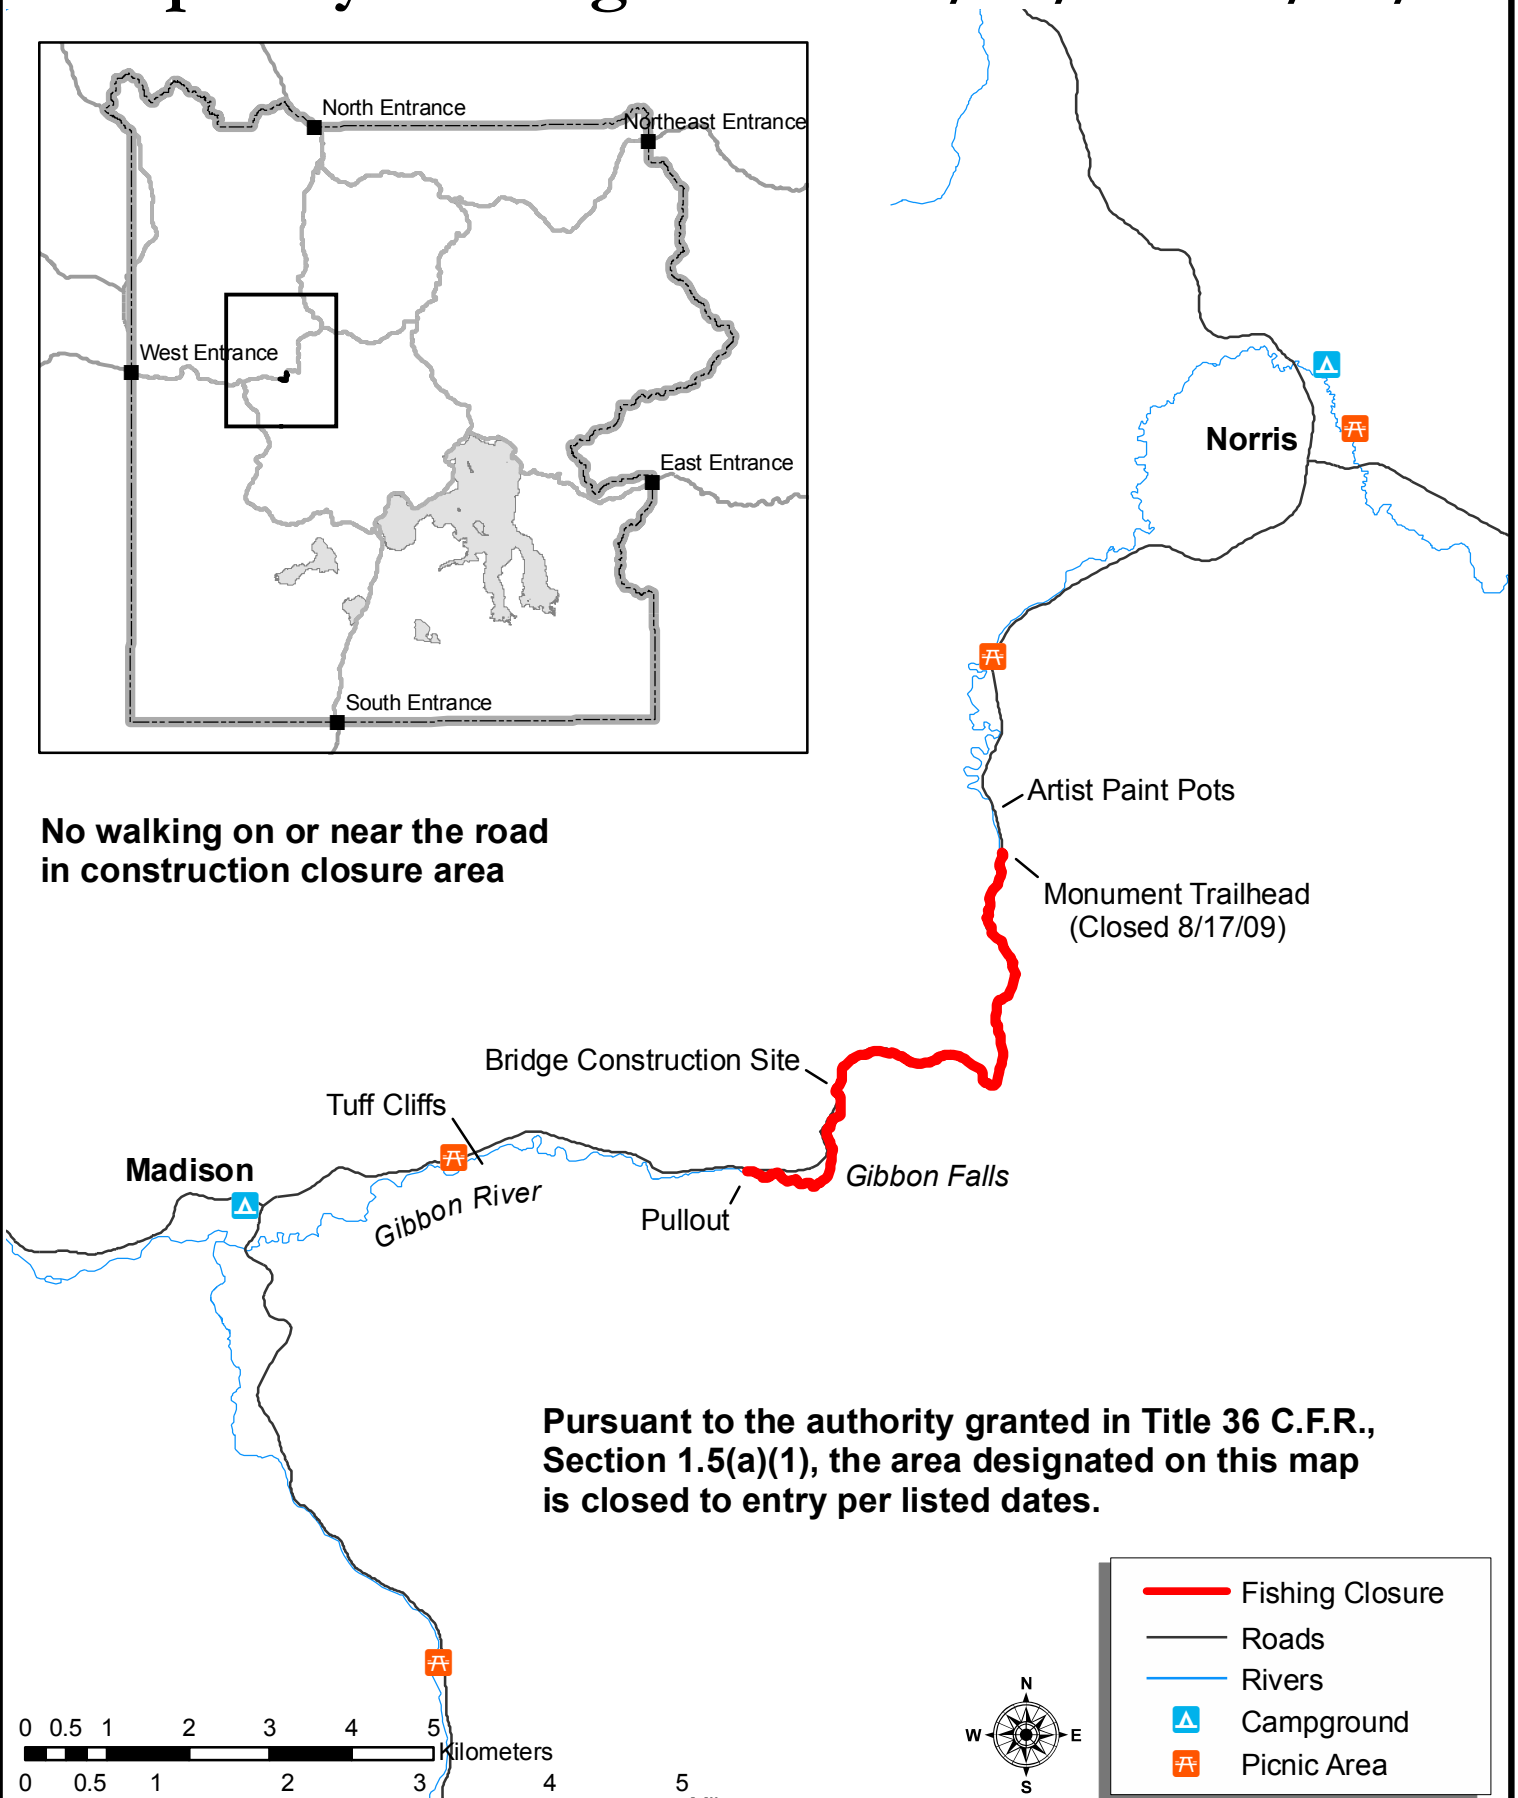 North Entrance
Northeast Entrance
West Entrance
East Entrance
South Entrance
Norris
Artist Paint Pots
No walking on or near the road
in construction closure area
Monument Trailhead
(Closed 8/17/09)
Bridge Construction Site
Tuff Cliffs
Madison
Gibbon Falls
Gibbon River
Pullout
Pursuant to the authority granted in Title 36 C.F.R.,
Section 1.5(a)(1), the area designated on this map
is closed to entry per listed dates.
Fishing Closure
Roads
Rivers
Campground
Picnic Area
N
W E
S
0 0.5 1 2 3 4 5
Kilometers
0 0.5 1 2 3 4 5